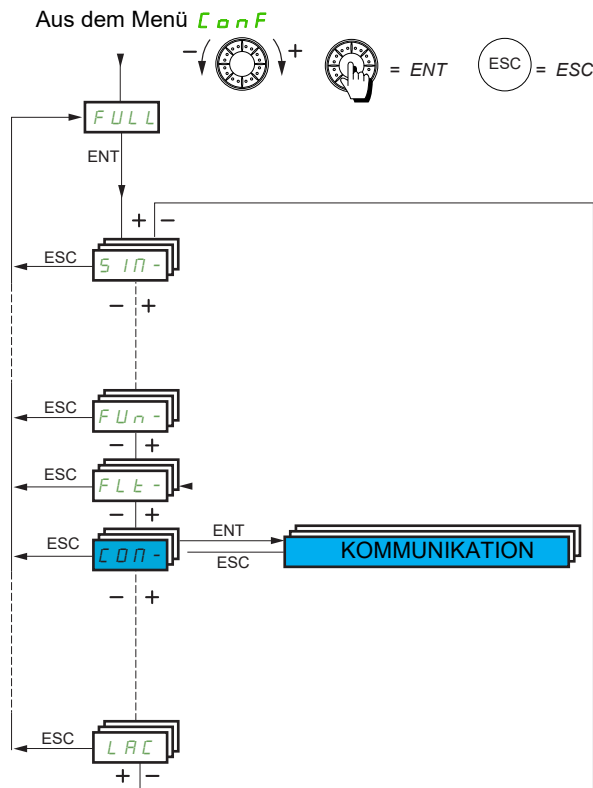 Aus dem Menü ConF
− +
= ENT
ESC = ESC
FULL
ENT
+ −
ESC
SIM-
− +
ESC
FUn-
− +
ESC
FLt-
− +
ESC
COM-
ENT
ESC
KOMMUNIKATION
− +
ESC
LAC
+ −